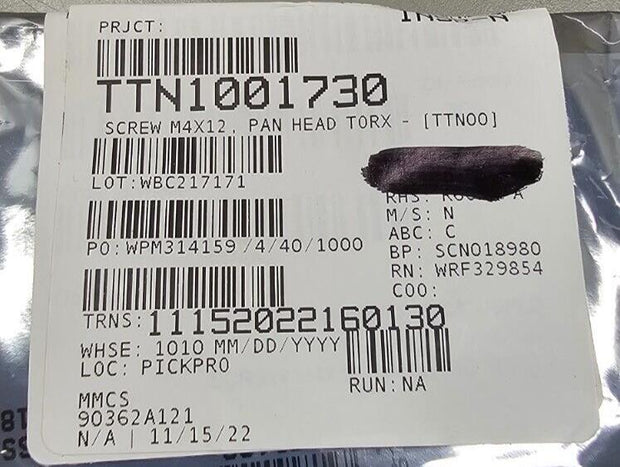 PRJCT:
TTN1001730
SCREW M4X12, PAN HEAD TORX - [TTN00]
LOT:WBC217171
RHS:
M/S: N
ABC: C
PO:WPM314159 /4/40/1000
BP: SCN018980
RN: WRF329854
COO:
TRNS:11152022160130
WHSE: 1010 MM/DD/YYYY
LOC: PICKPRO
RUN: NA
MMCS
90362A121
N/A | 11/15/22